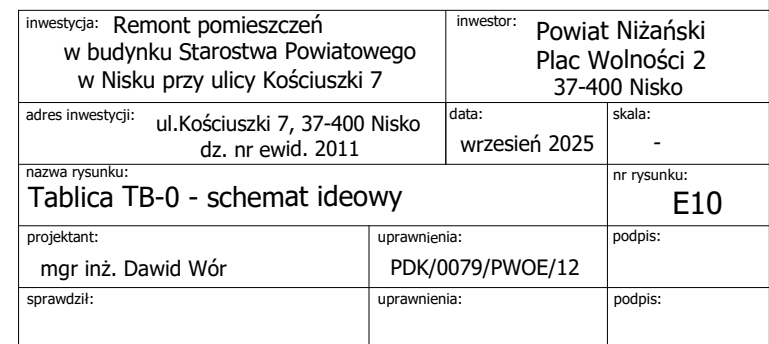 inwestycja: Remont pomieszczeń
w budynku Starostwa Powiatowego
w Nisku przy ulicy Kościuszki 7
inwestor: Powiat Niżański
Plac Wolności 2
37-400 Nisko
adres inwestycji: ul.Kościuszki 7, 37-400 Nisko
dz. nr ewid. 2011
data:
wrzesień 2025
skala:
-
nazwa rysunku:
Tablica TB-0 - schemat ideowy
nr rysunku:
E10
projektant:
mgr inż. Dawid Wór
uprawnienia:
PDK/0079/PWOE/12
podpis:
sprawdził:
uprawnienia:
podpis: